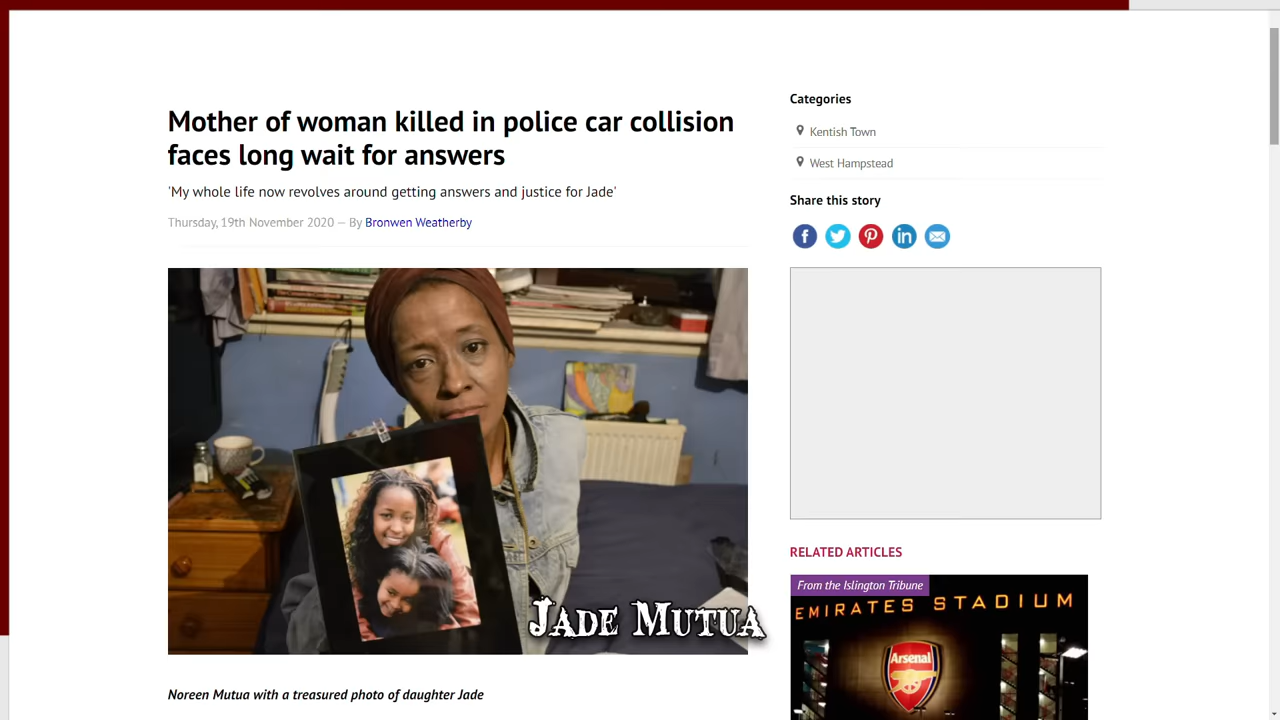 Mother of woman killed in police car collision
faces long wait for answers
'My whole life now revolves around getting answers and justice for Jade'
Thursday, 19th November 2020 — By Bronwen Weatherby
JADE MUTUA
Noreen Mutua with a treasured photo of daughter Jade
Categories
Kentish Town
West Hampstead
Share this story
RELATED ARTICLES
From the Islington Tribune
EMIRATES STADIUM
Arsenal